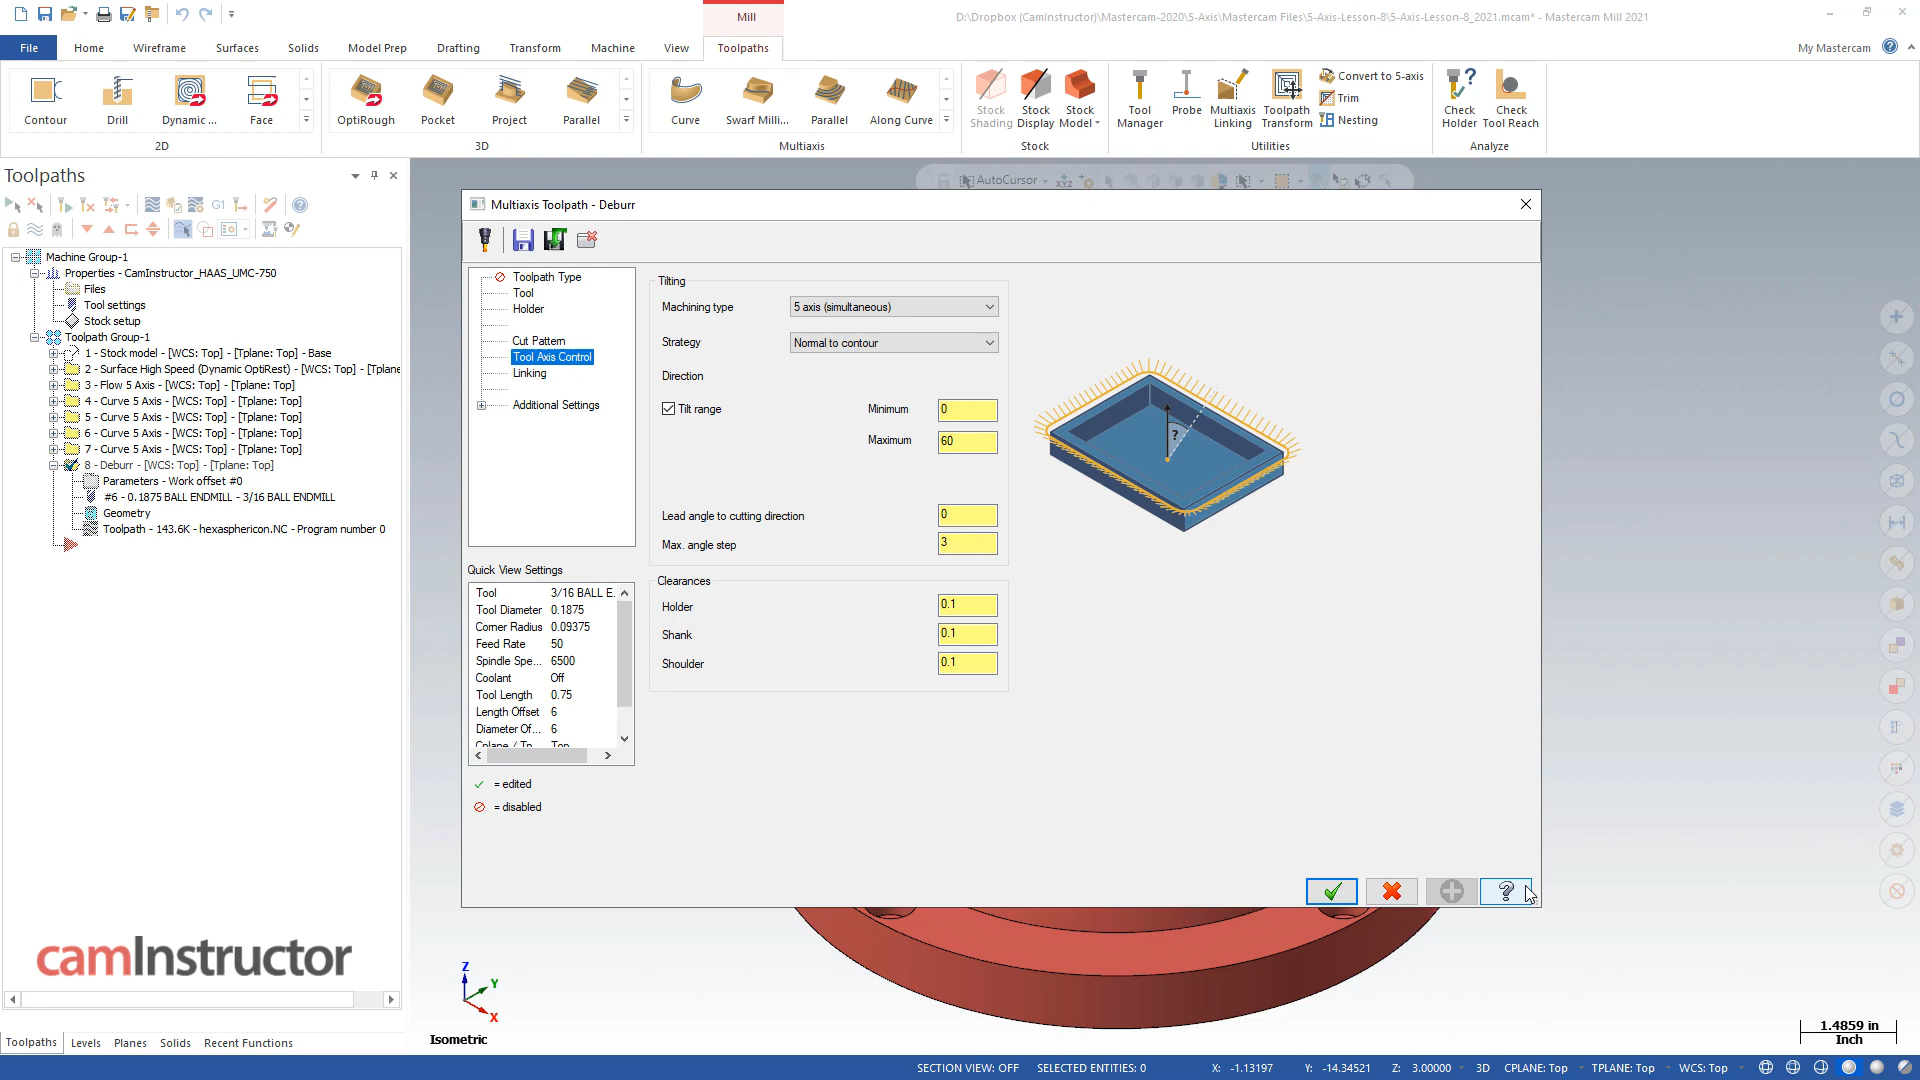 Mill
D:\Dropbox (CamInstructor)\Mastercam-2020\5-Axis\Mastercam Files\5-Axis-Lesson-8\5-Axis-Lesson-8_2021.mcam* - Mastercam Mill 2021
File Home Wireframe Surfaces Solids Model Prep Drafting Transform Machine View Toolpaths My Mastercam
Contour Drill Dynamic ... Face
2D
OptiRough Pocket Project Parallel
3D
Curve Swarf Milli... Parallel Along Curve
Multiaxis
Stock Shading Stock Display Stock Model
Stock
Tool Manager Probe Multiaxis Linking Toolpath Transform
Convert to 5-axis
Trim
Nesting
Utilities
Check Holder Check Tool Reach
Analyze
Toolpaths
G1
AutoCursor
Machine Group-1
Properties - CamInstructor_HAAS_UMC-750
Files
Tool settings
Stock setup
Toolpath Group-1
1 - Stock model - [WCS: Top] - [Tplane: Top] - Base
2 - Surface High Speed (Dynamic OptiRest) - [WCS: Top] - [Tplane
3 - Flow 5 Axis - [WCS: Top] - [Tplane: Top]
4 - Curve 5 Axis - [WCS: Top] - [Tplane: Top]
5 - Curve 5 Axis - [WCS: Top] - [Tplane: Top]
6 - Curve 5 Axis - [WCS: Top] - [Tplane: Top]
7 - Curve 5 Axis - [WCS: Top] - [Tplane: Top]
8 - Deburr - [WCS: Top] - [Tplane: Top]
Parameters - Work offset #0
#6 - 0.1875 BALL ENDMILL - 3/16 BALL ENDMILL
Geometry
Toolpath - 143.6K - hexasphericon.NC - Program number 0
camInstructor
Toolpaths Levels Planes Solids Recent Functions
Multiaxis Toolpath - Deburr
Toolpath Type
Tool
Holder
Cut Pattern
Tool Axis Control
Linking
Additional Settings
Quick View Settings
Tool 3/16 BALL E.
Tool Diameter 0.1875
Corner Radius 0.09375
Feed Rate 50
Spindle Spe... 6500
Coolant Off
Tool Length 0.75
Length Offset 6
Diameter Of... 6
Cplane / Tp... Top
= edited
= disabled
Tilting
Machining type 5 axis (simultaneous)
Strategy Normal to contour
Direction
Tilt range Minimum 0
Maximum 60
Lead angle to cutting direction 0
Max. angle step 3
Clearances
Holder 0.1
Shank 0.1
Shoulder 0.1
?
Z
Y
X
Isometric
1.4859 in
Inch
SECTION VIEW: OFF SELECTED ENTITIES: 0 X: -1.13197 Y: -14.34521 Z: 3.00000 3D CPLANE: Top TPLANE: Top WCS: Top